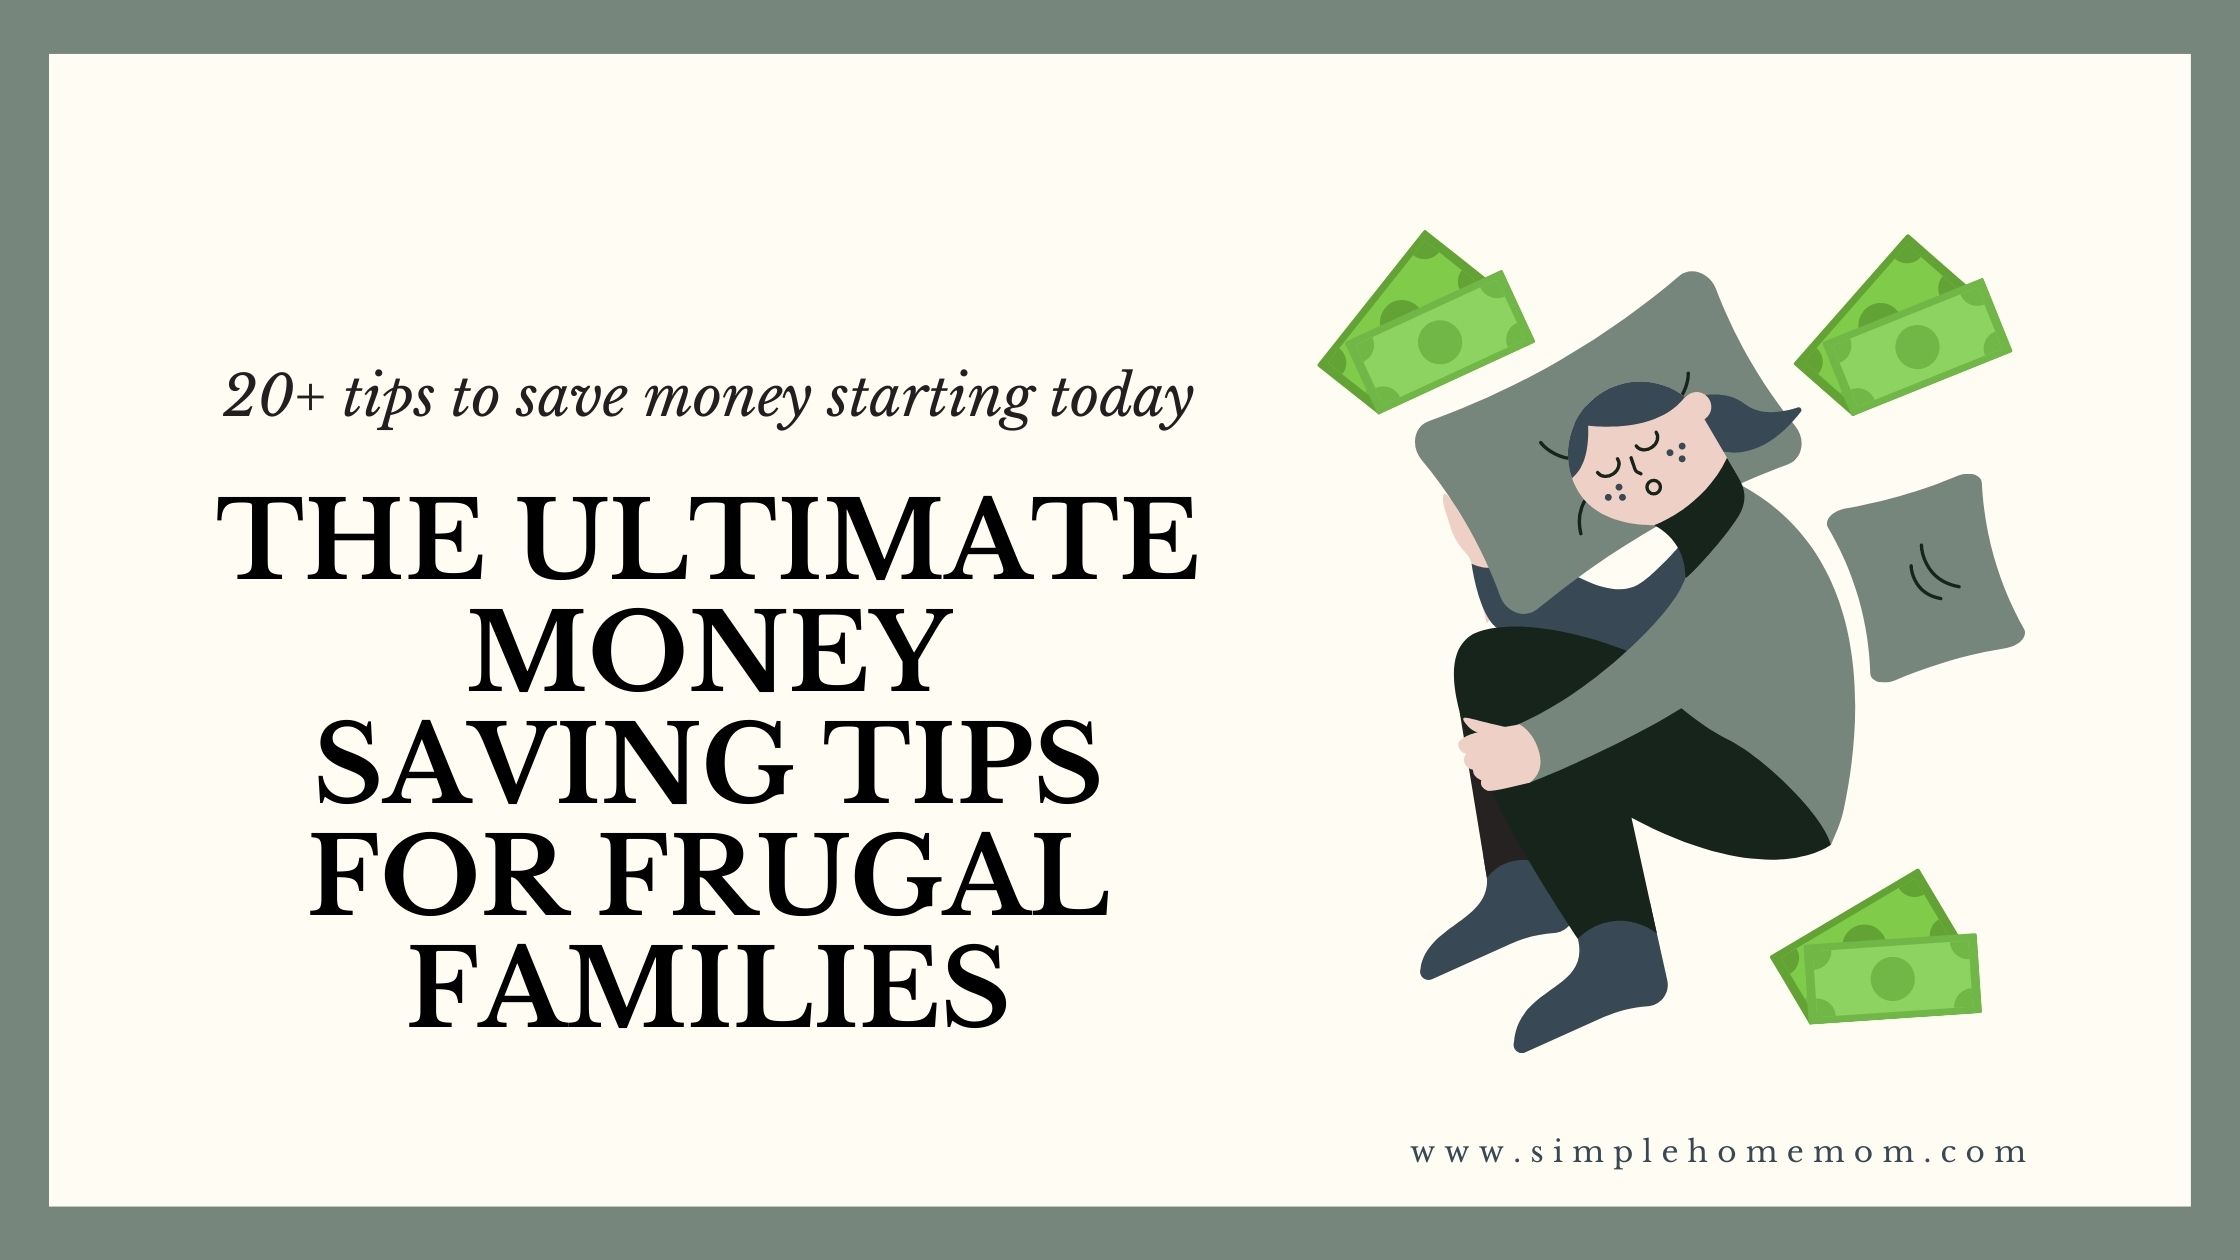 20+ tips to save money starting today
THE ULTIMATE
MONEY
SAVING TIPS
FOR FRUGAL
FAMILIES
www.simplehomemom.com